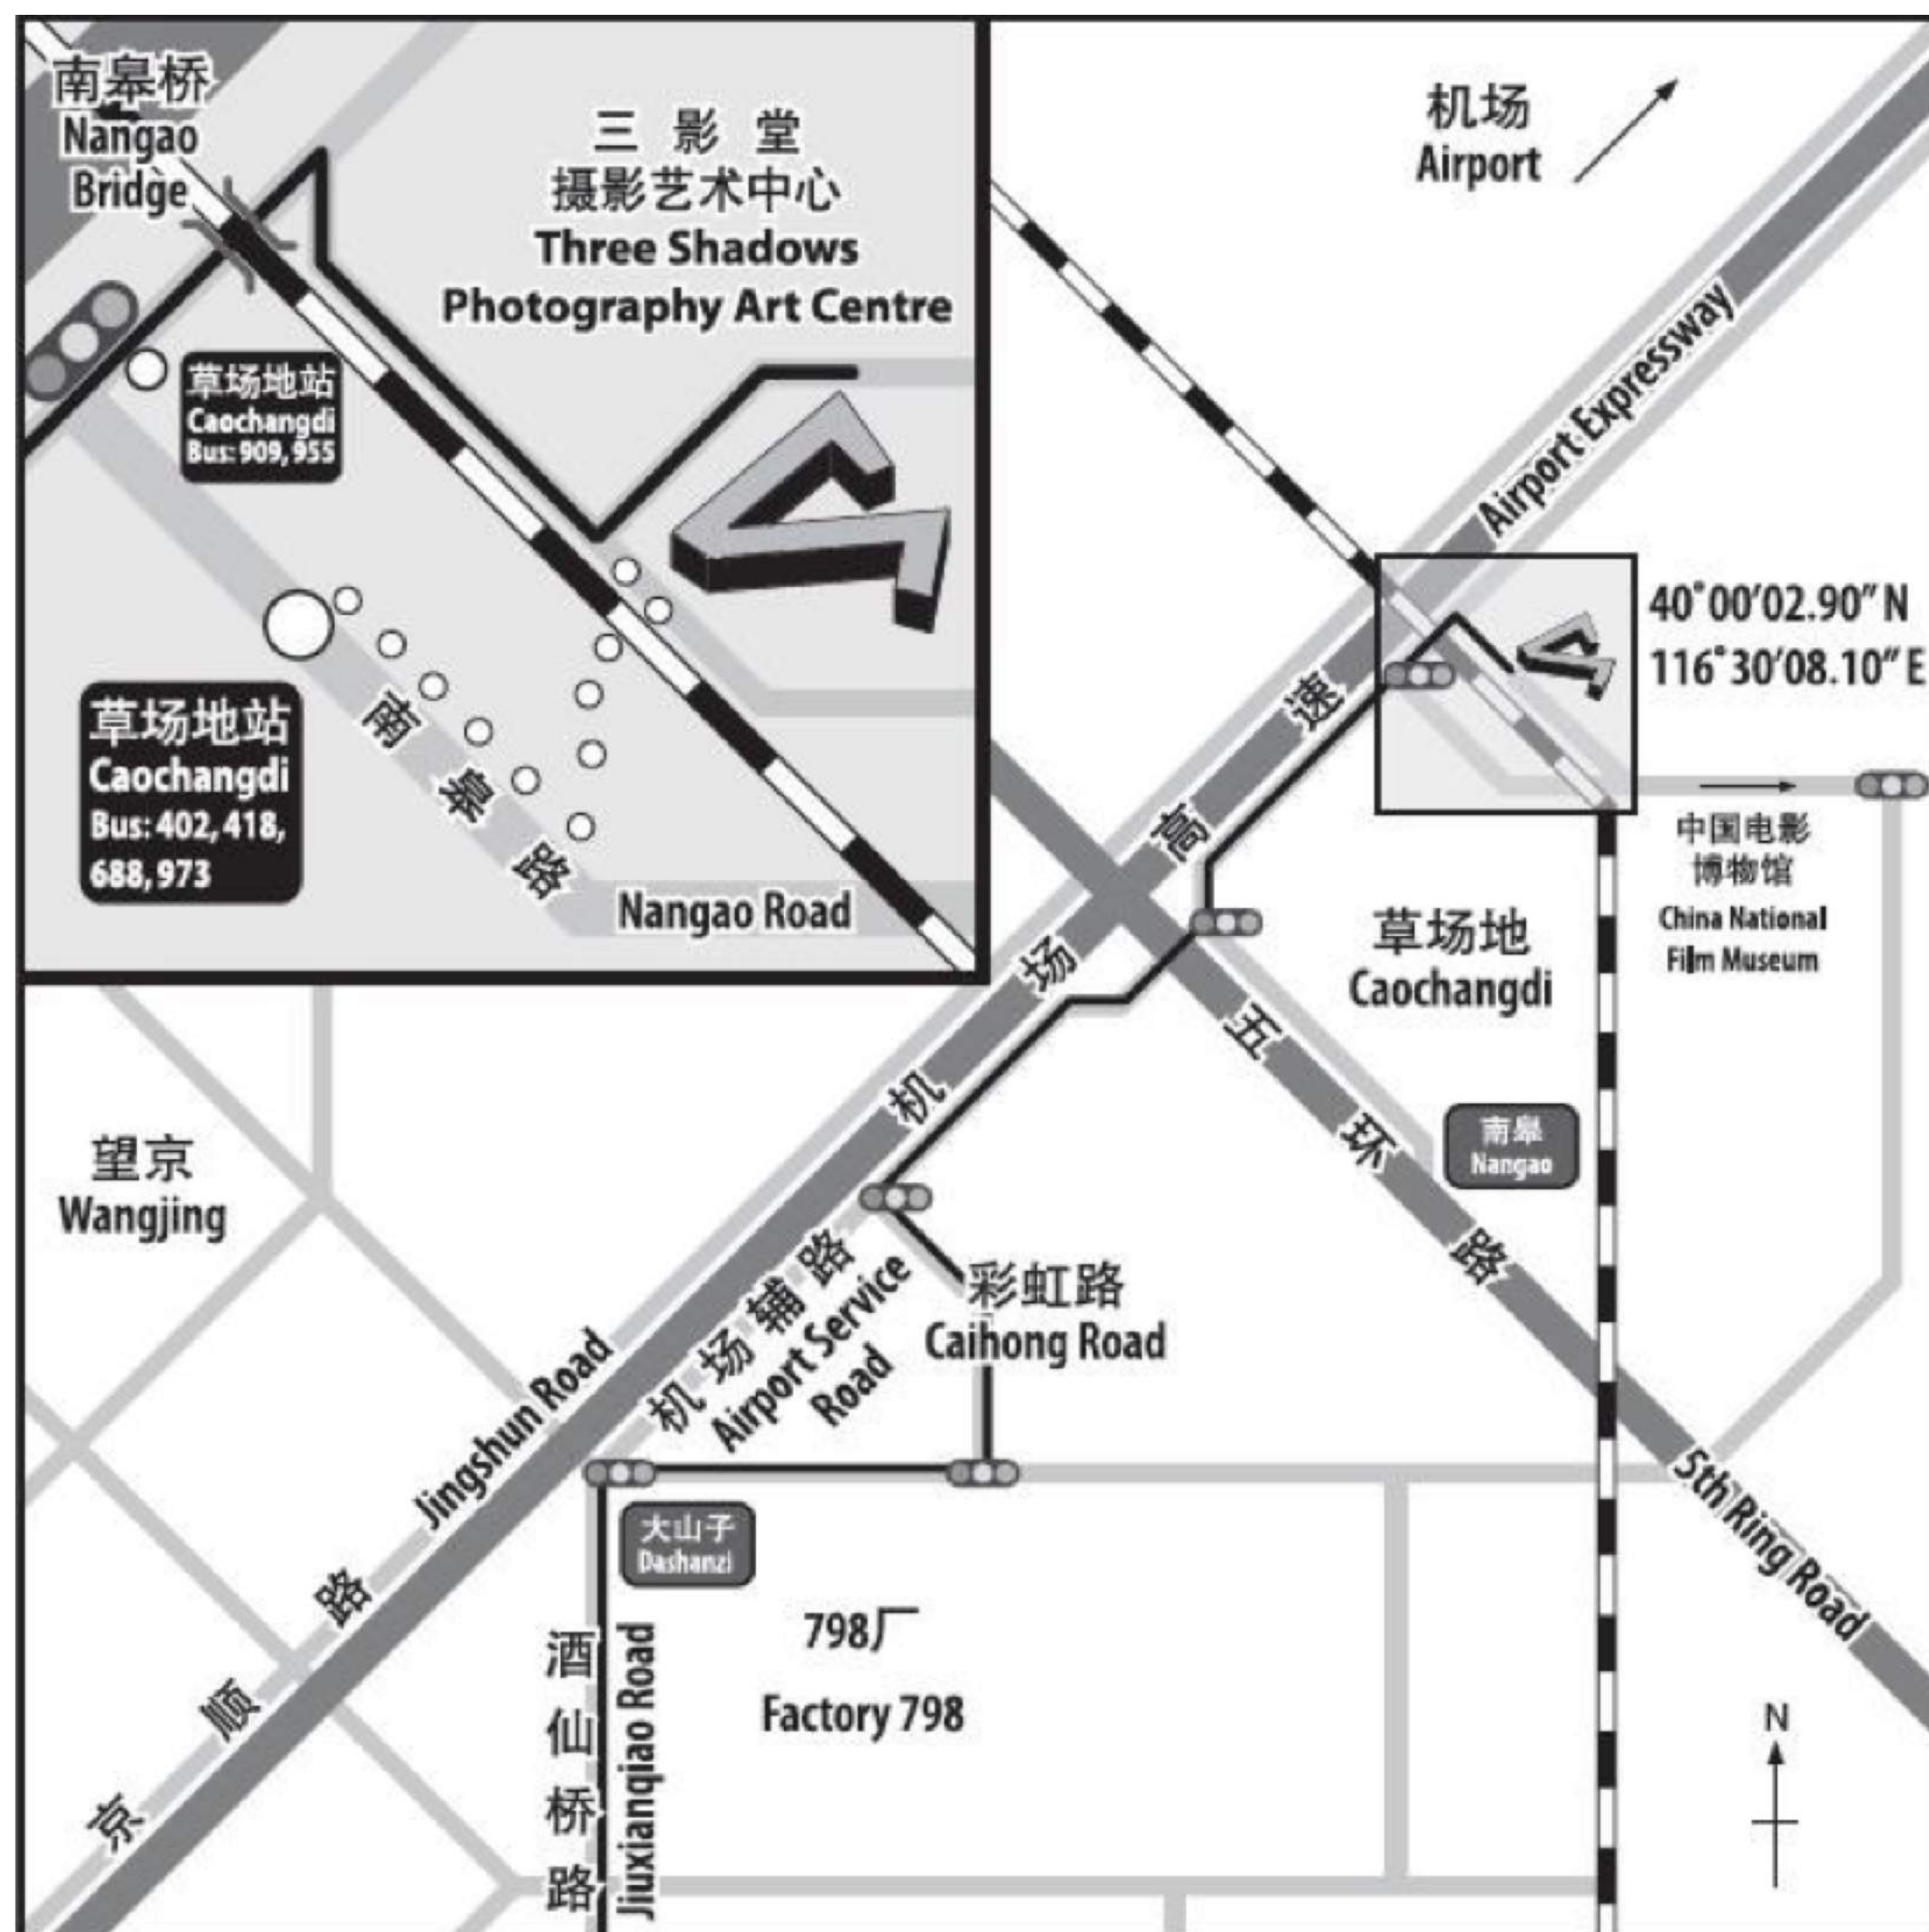 南皋桥
Nangao
Bridge
三影堂
摄影艺术中心
Three Shadows
Photography Art Centre
草场地站
Caochangdi
Bus: 909, 955
草场地站
Caochangdi
Bus: 402, 418,
688, 973
南皋路
Nangao Road
机场
Airport
Airport Expressway
机场高速
40°00'02.90" N
116°30'08.10" E
中国电影
博物馆
China National
Film Museum
草场地
Caochangdi
五环路
5th Ring Road
南皋
Nangao
望京
Wangjing
京顺路
Jingshun Road
机场辅路
Airport Service
Road
彩虹路
Caihong Road
大山子
Dashanzi
798厂
Factory 798
酒仙桥路
Jiuxianqiao Road
N